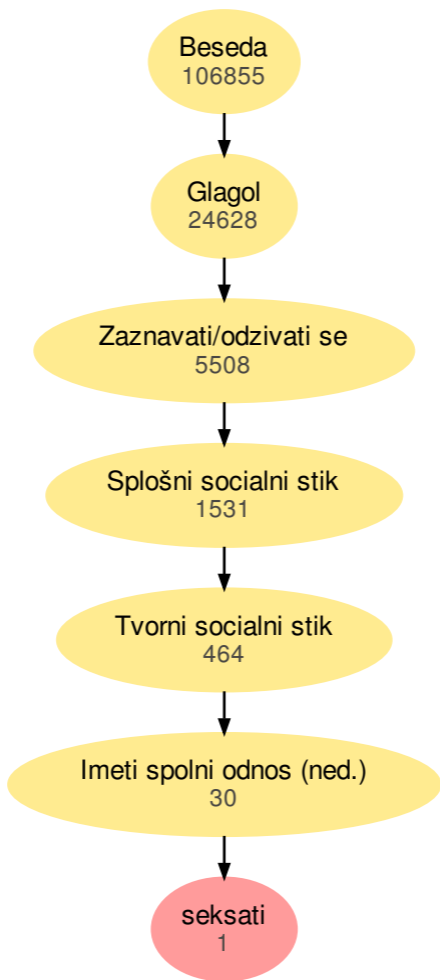 Beseda
106855
Glagol
24628
Zaznavati/odzivati se
5508
Splošni socialni stik
1531
Tvorni socialni stik
464
Imeti spolni odnos (ned.)
30
seksati
1